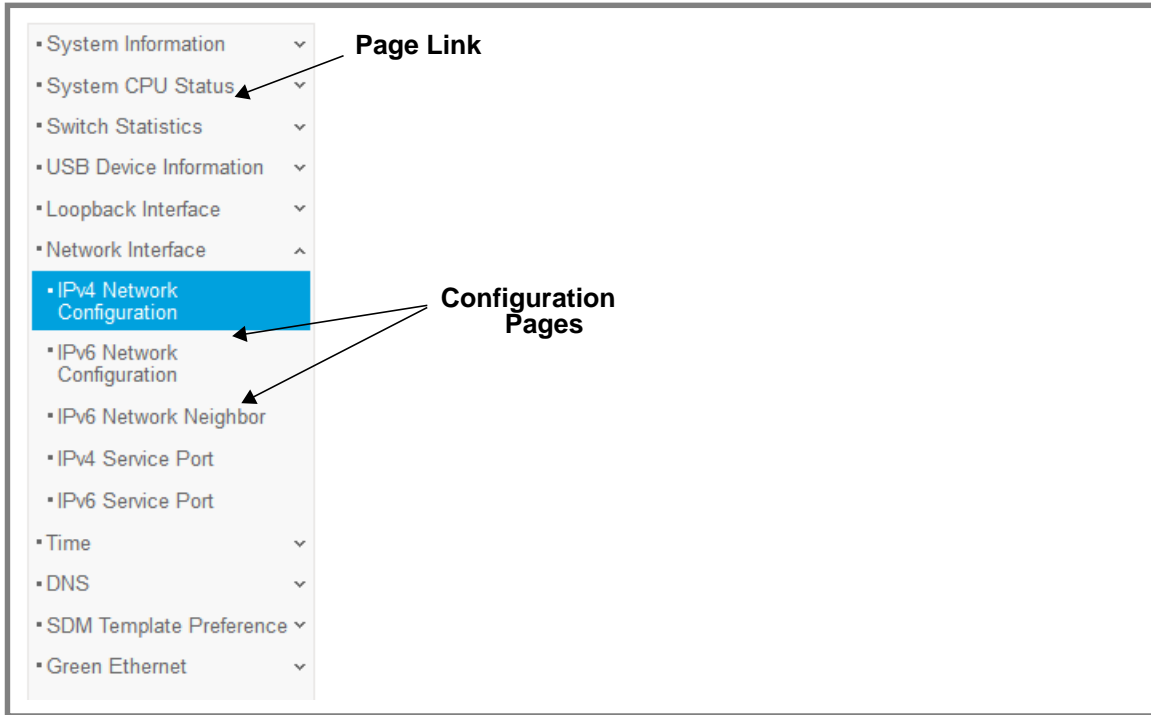 System Information
Page Link
System CPU Status
Switch Statistics
USB Device Information
Loopback Interface
Network Interface
IPv4 Network
Configuration
Configuration
Pages
IPv6 Network
Configuration
IPv6 Network Neighbor
IPv4 Service Port
IPv6 Service Port
Time
DNS
SDM Template Preference
Green Ethernet